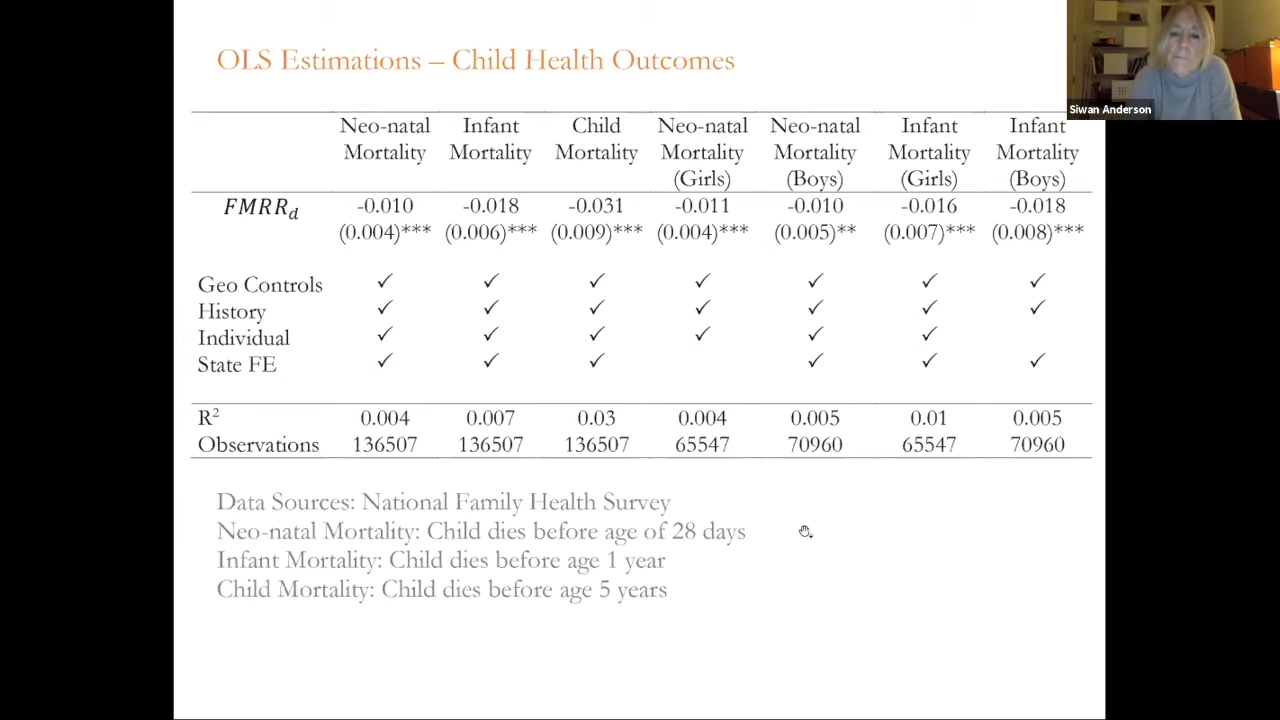 OLS Estimations – Child Health Outcomes
Siwan Anderson
Neo-natal Mortality Infant Mortality Child Mortality Neo-natal Mortality (Girls) Neo-natal Mortality (Boys) Infant Mortality (Girls) Infant Mortality (Boys)
FMRR_d -0.010 -0.018 -0.031 -0.011 -0.010 -0.016 -0.018
(0.004)*** (0.006)*** (0.009)*** (0.004)*** (0.005)** (0.007)*** (0.008)***
Geo Controls ✓ ✓ ✓ ✓ ✓ ✓ ✓
History ✓ ✓ ✓ ✓ ✓ ✓ ✓
Individual ✓ ✓ ✓ ✓ ✓ ✓
State FE ✓ ✓ ✓ ✓ ✓ ✓
R² 0.004 0.007 0.03 0.004 0.005 0.01 0.005
Observations 136507 136507 136507 65547 70960 65547 70960
Data Sources: National Family Health Survey
Neo-natal Mortality: Child dies before age of 28 days
Infant Mortality: Child dies before age 1 year
Child Mortality: Child dies before age 5 years